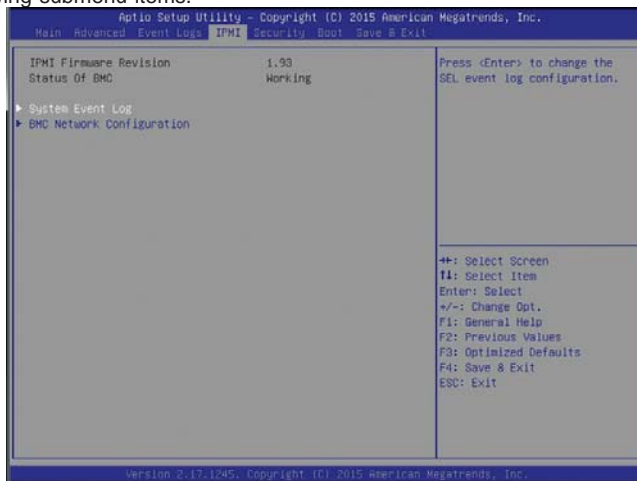 ing submenu items.
Aptio Setup Utility - Copyright (C) 2015 American Megatrends, Inc.
Main Advanced Event Logs IPMI Security Boot Save & Exit
IPMI Firmware Revision 1.93
Status Of BMC Working
System Event Log
BMC Network Configuration
Press <Enter> to change the
SEL event log configuration.
: Select Screen
↑↓: Select Item
Enter: Select
+/-: Change Opt.
F1: General Help
F2: Previous Values
F3: Optimized Defaults
F4: Save & Exit
ESC: Exit
Version 2.17.1245. Copyright (C) 2015 American Megatrends, Inc.